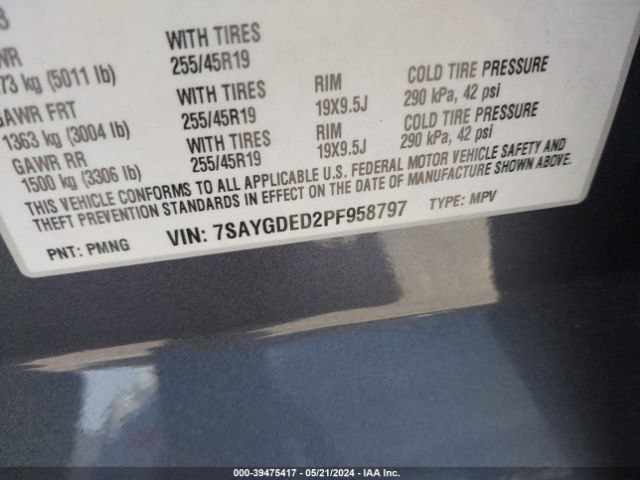 WITH TIRES
73 kg (5011 lb) 255/45R19
GAWR FRT WITH TIRES RIM COLD TIRE PRESSURE
1363 kg (3004 lb) 255/45R19 19X9.5J 290 kPa, 42 psi
GAWR RR WITH TIRES RIM COLD TIRE PRESSURE
1500 kg (3306 lb) 255/45R19 19X9.5J 290 kPa, 42 psi
THIS VEHICLE CONFORMS TO ALL APPLICABLE U.S. FEDERAL MOTOR VEHICLE SAFETY AND
THEFT PREVENTION STANDARDS IN EFFECT ON THE DATE OF MANUFACTURE SHOWN ABOVE.
PNT: PMNG VIN: 7SAYGDED2PF958797 TYPE: MPV
000-39475417 - 05/21/2024 - IAA Inc.